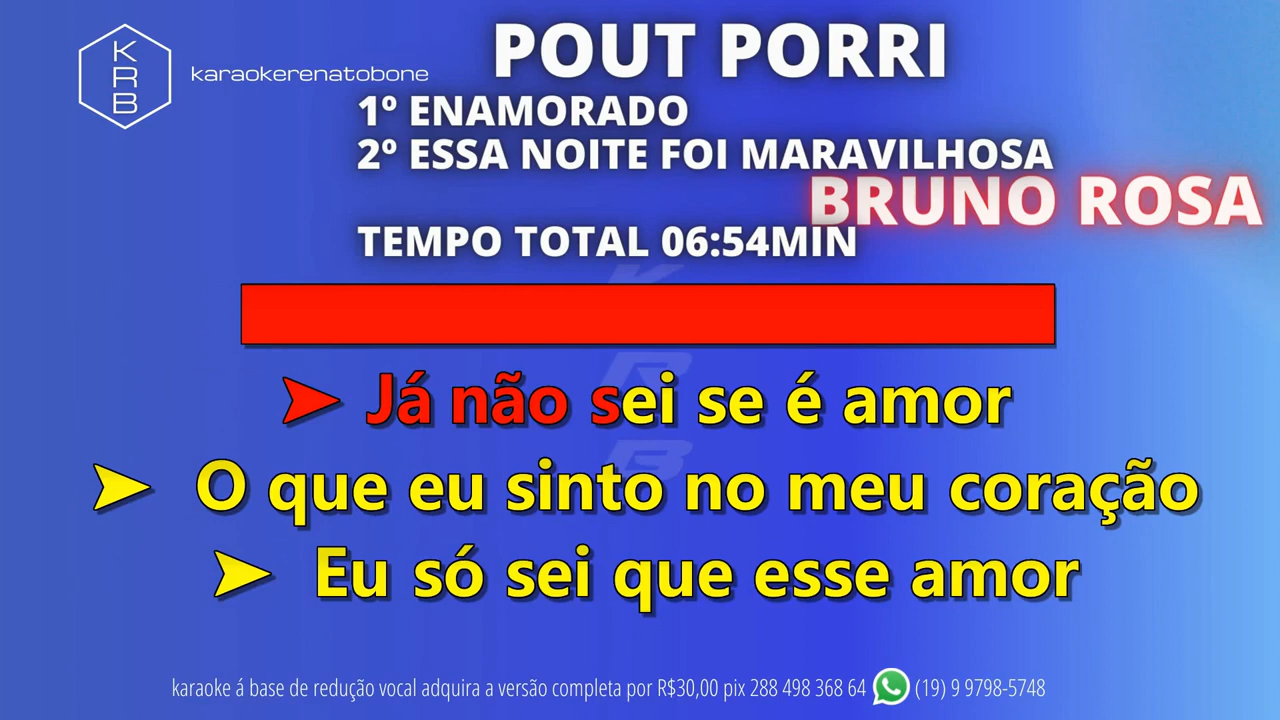 KRB
karaokerenatobone
POUT PORRI
1º ENAMORADO
2º ESSA NOITE FOI MARAVILHOSA
BRUNO ROSA
TEMPO TOTAL 06:54MIN
KRB
➤ Já não sei se é amor
➤ O que eu sinto no meu coração
➤ Eu só sei que esse amor
karaoke á base de redução vocal adquira a versão completa por R$30,00 pix 288 498 368 64 (19) 9 9798-5748